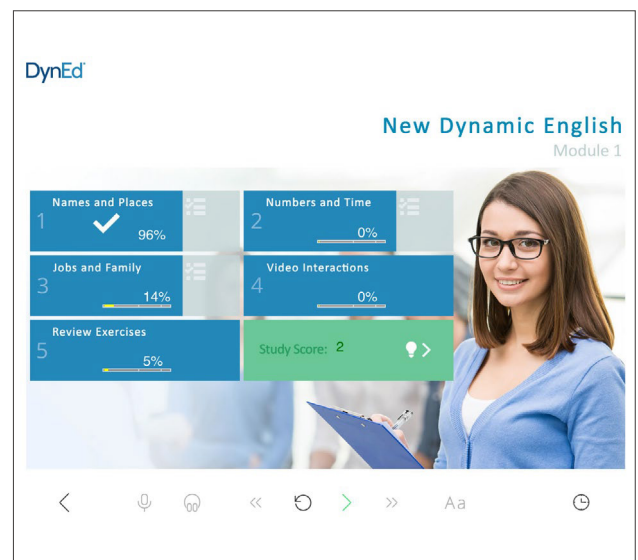 DynEd
New Dynamic English
Module 1
Names and Places
1
96%
Numbers and Time
2
0%
Jobs and Family
3
14%
Video Interactions
4
0%
Review Exercises
5
5%
Study Score: 2
Aa